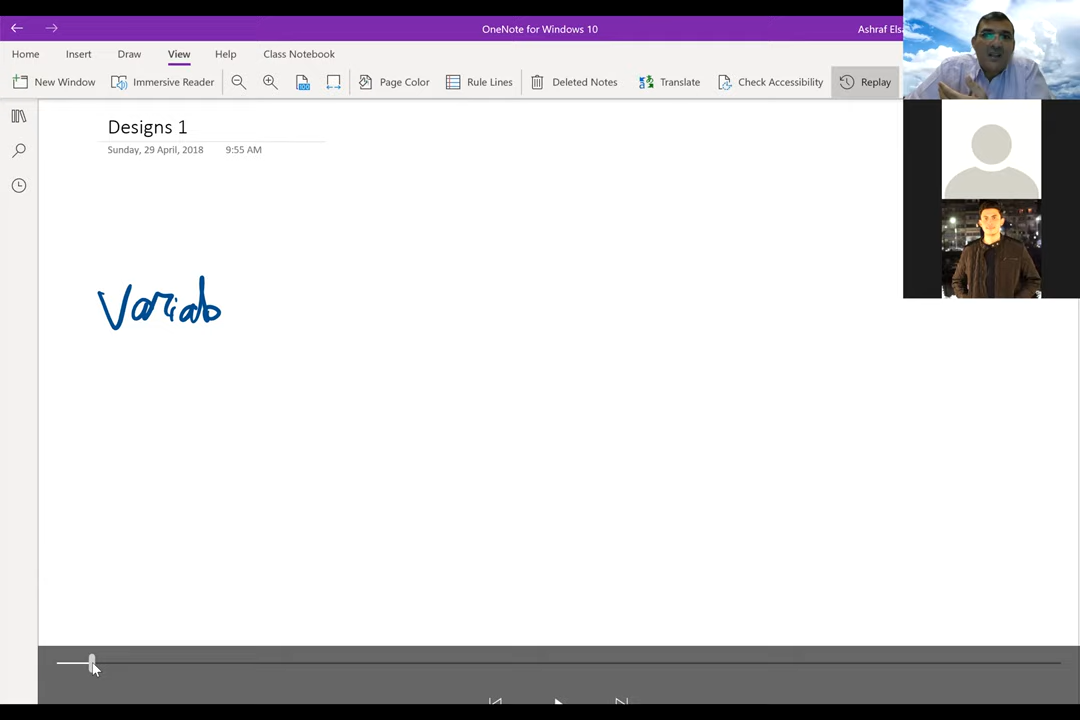 OneNote for Windows 10
Ashraf Elsa
Home Insert Draw View Help Class Notebook
New Window Immersive Reader Page Color Rule Lines Deleted Notes Translate Check Accessibility Replay
Designs 1
Sunday, 29 April, 2018 9:55 AM
Variab